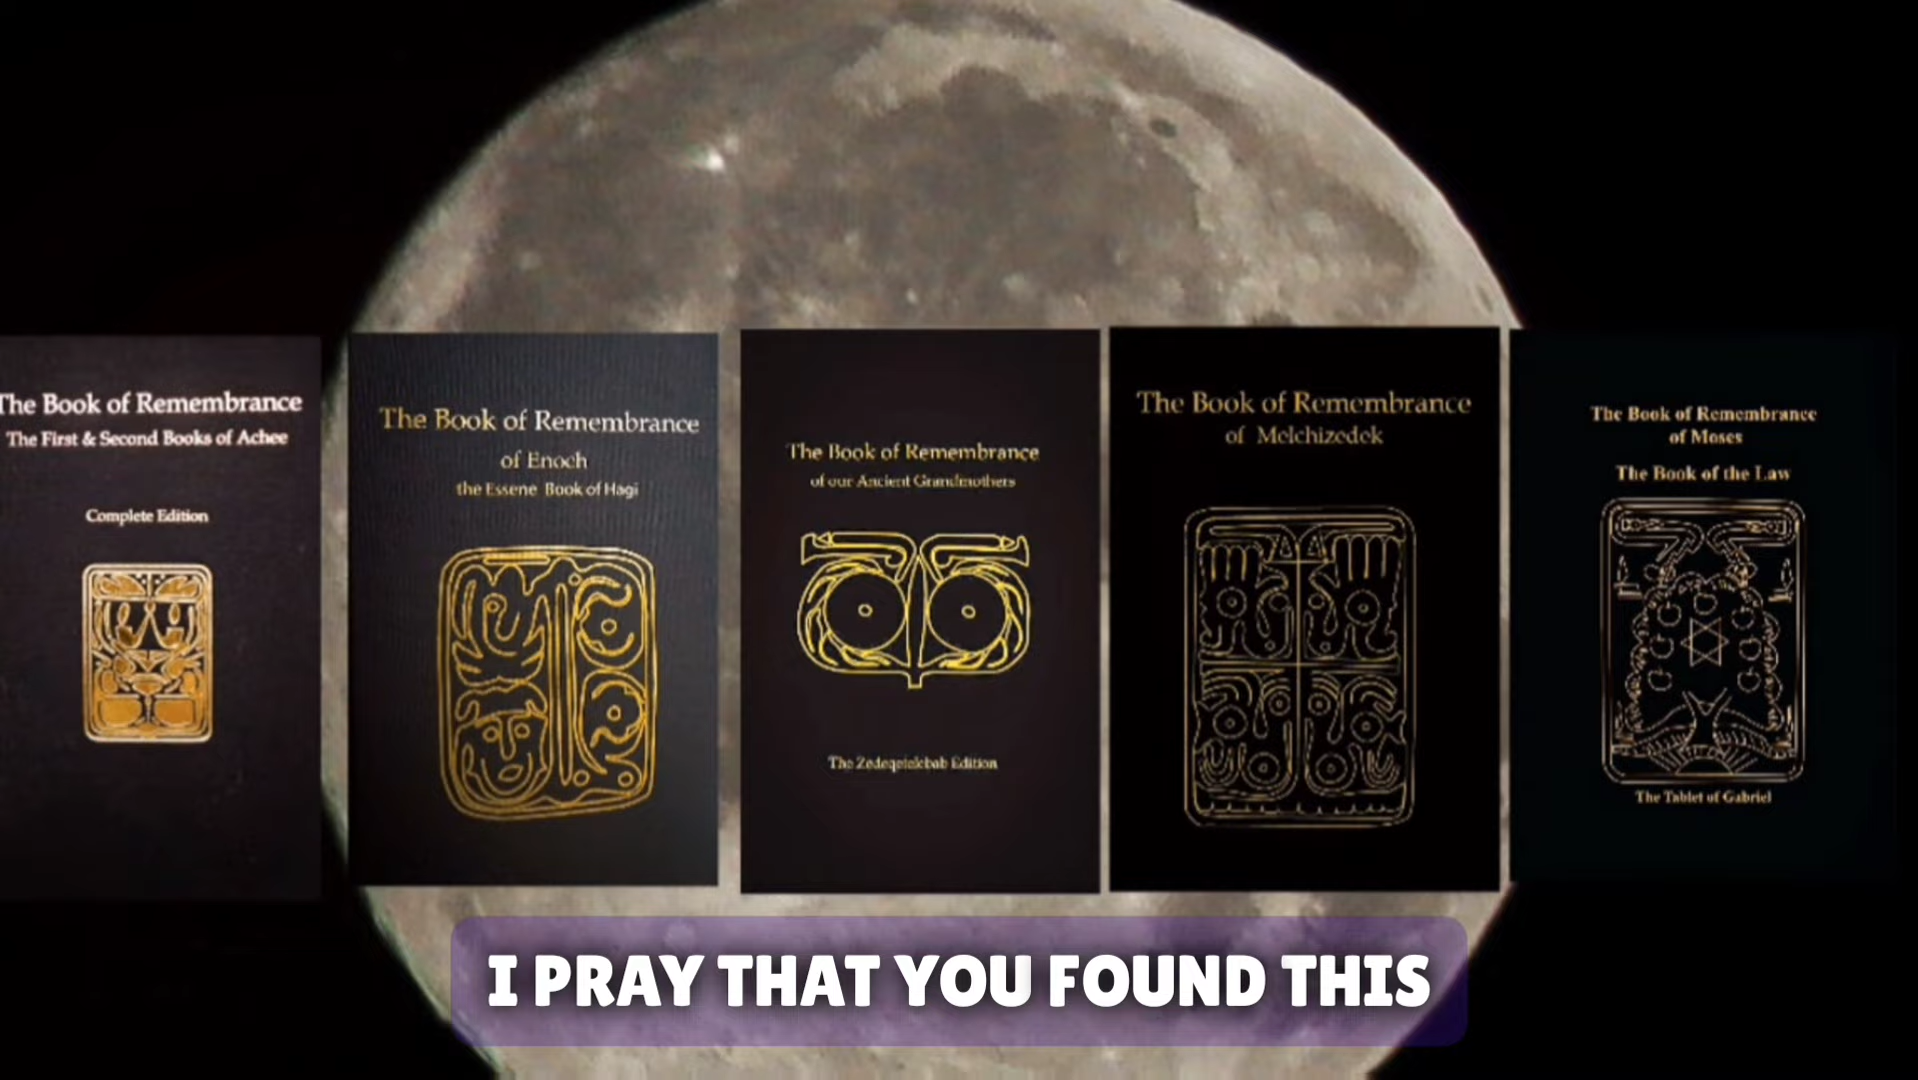 The Book of Remembrance
The First & Second Books of Achee
Complete Edition
The Book of Remembrance
of Enoch
the Essene Book of Hagi
The Book of Remembrance
of our Ancient Grandmothers
The Zedeqetelebab Edition
The Book of Remembrance
of Melchizedek
The Book of Remembrance
of Moses
The Book of the Law
The Tablet of Gabriel
I PRAY THAT YOU FOUND THIS